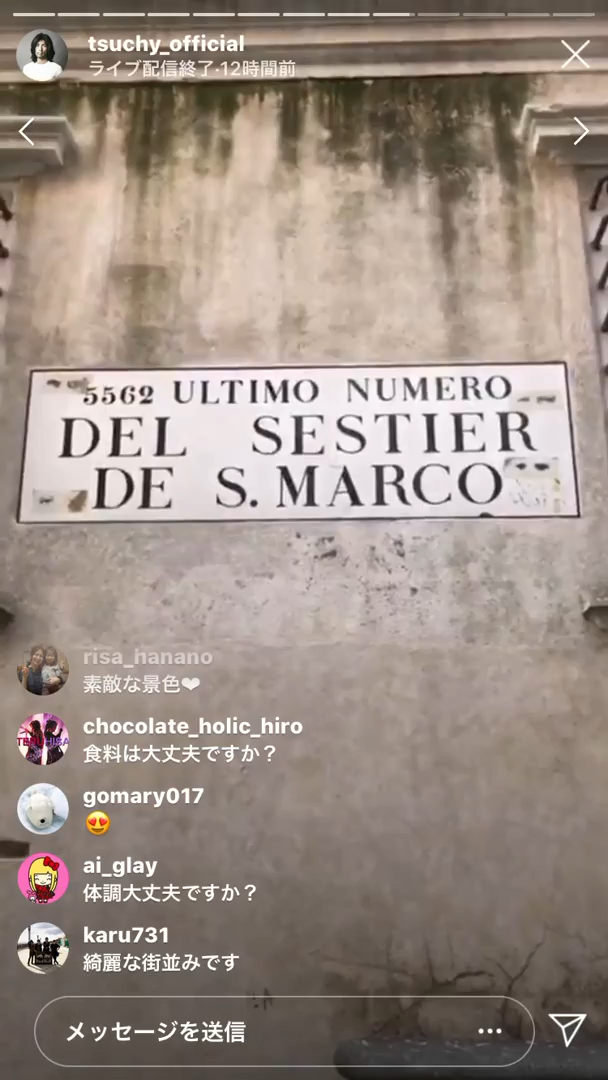 tsuchy_official
ライブ配信終了·12時間前
5562 ULTIMO NUMERO
DEL SESTIER
DE S. MARCO
risa_hanano
素敵な景色❤
chocolate_holic_hiro
食料は大丈夫ですか？
gomary017
😍
ai_glay
体調大丈夫ですか？
karu731
綺麗な街並みです
メッセージを送信